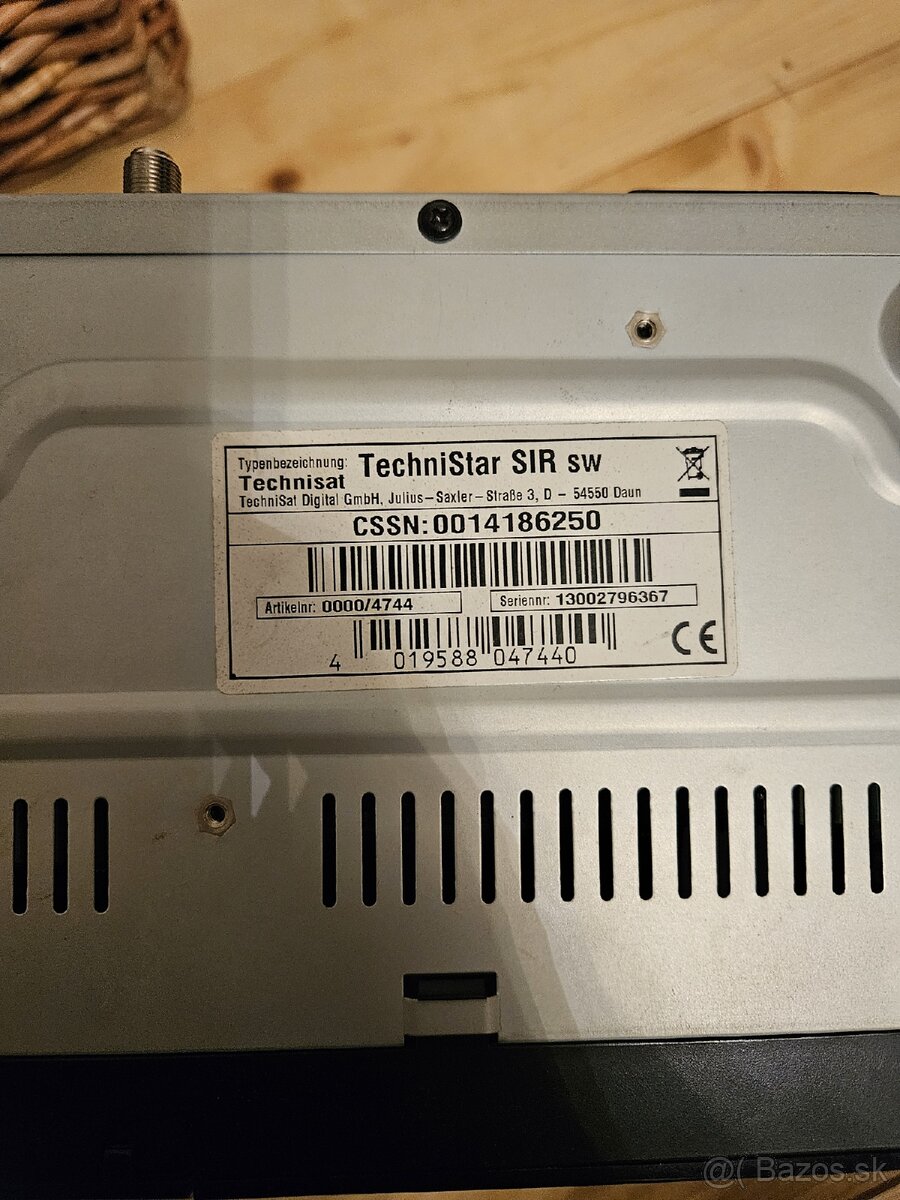 Typenbezeichnung: TechniStar SIR sw
Technisat
TechniSat Digital GmbH, Julius-Saxler-Straße 3, D - 54550 Daun
CSSN:0014186250
Artikelnr: 0000/4744 Seriennr: 13002796367
4 019588 047440
CE
@( Bazos.sk